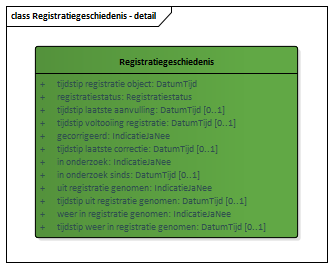 class Registratiegeschiedenis - detail
Registratiegeschiedenis
+ tijdstip registratie object: DatumTijd
+ registratiestatus: Registratiestatus
+ tijdstip laatste aanvulling: DatumTijd [0..1]
+ tijdstip voltooiing registratie: DatumTijd [0..1]
+ gecorrigeerd: IndicatieJaNee
+ tijdstip laatste correctie: DatumTijd [0..1]
+ in onderzoek: IndicatieJaNee
+ in onderzoek sinds: DatumTijd [0..1]
+ uit registratie genomen: IndicatieJaNee
+ tijdstip uit registratie genomen: DatumTijd [0..1]
+ weer in registratie genomen: IndicatieJaNee
+ tijdstip weer in registratie genomen: DatumTijd [0..1]